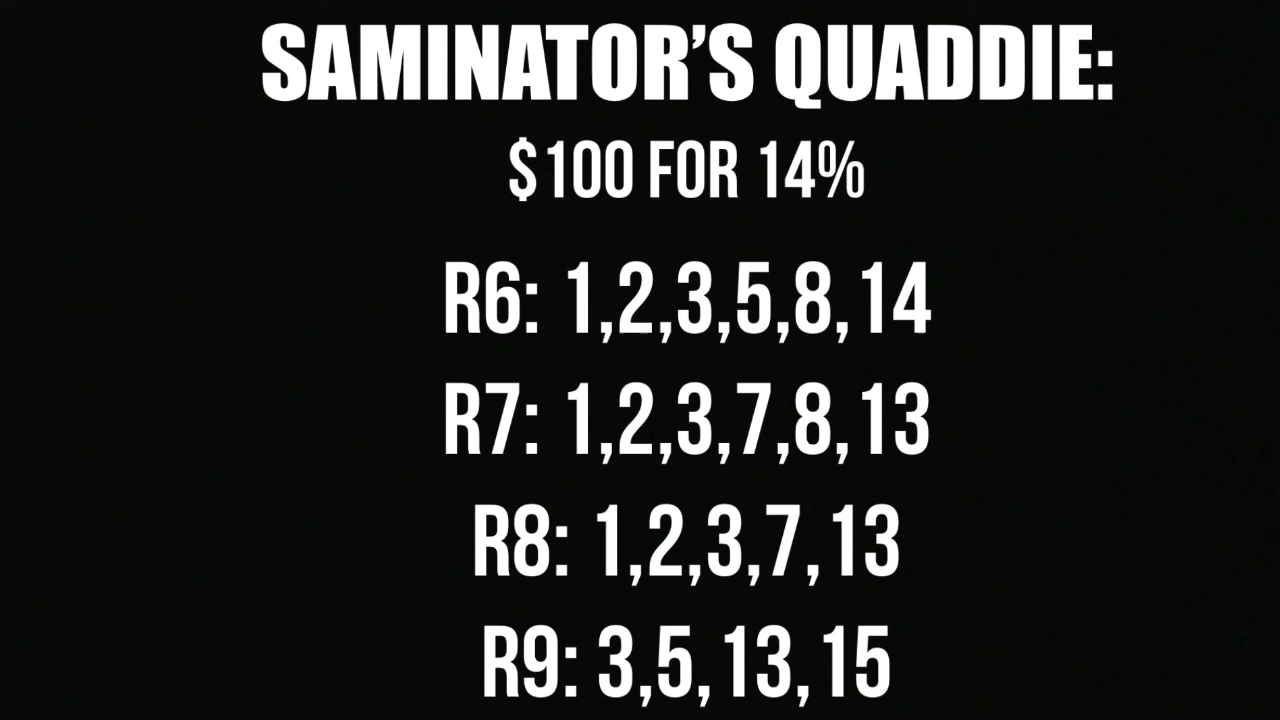 SAMINATOR'S QUADDIE:
$100 FOR 14%
R6: 1,2,3,5,8,14
R7: 1,2,3,7,8,13
R8: 1,2,3,7,13
R9: 3,5,13,15